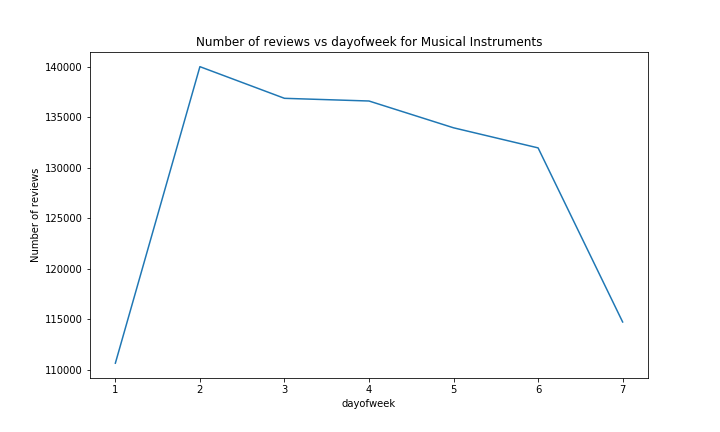 Number of reviews vs dayofweek for Musical Instruments
Number of reviews
140000
135000
130000
125000
120000
115000
110000
1 2 3 4 5 6 7
dayofweek